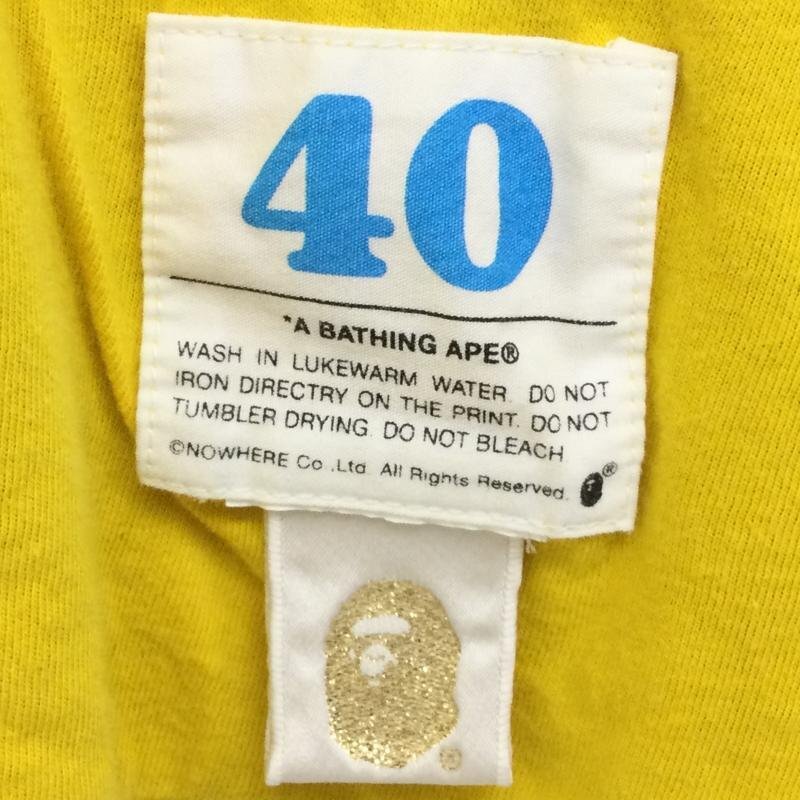 40
*A BATHING APE®
WASH IN LUKEWARM WATER. DO NOT
IRON DIRECTRY ON THE PRINT. DO NOT
TUMBLER DRYING. DO NOT BLEACH
©NOWHERE Co.,Ltd. All Rights Reserved. ®
®